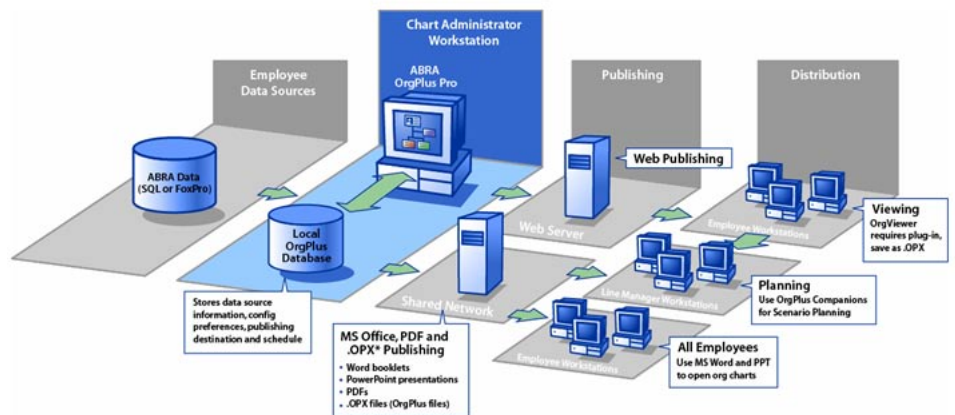 Employee
Data Sources
Chart Administrator
Workstation
ABRA
OrgPlus Pro
Publishing
Distribution
ABRA Data
(SQL or FoxPro)
Local
OrgPlus
Database
Stores data source
information, config
preferences, publishing
destination and schedule
Web Publishing
Web Server
Shared Network
MS Office, PDF and
.OPX* Publishing
• Word booklets
• PowerPoint presentations
• PDFs
• .OPX files (OrgPlus files)
Employee Workstations
Viewing
OrgViewer
requires plug-in,
save as .OPX
Line Manager Workstations
Planning
Use OrgPlus Companions
for Scenario Planning
Employee Workstations
All Employees
Use MS Word and PPT
to open org charts